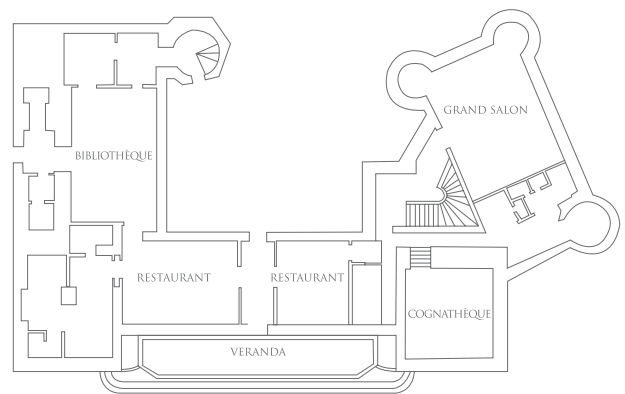 GRAND SALON
BIBLIOTHÈQUE
RESTAURANT
RESTAURANT
COGNATHÈQUE
VERANDA